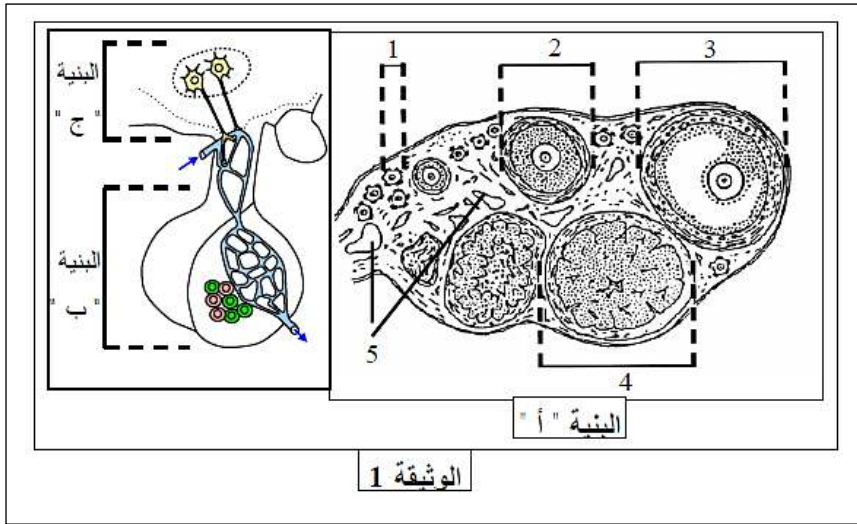 البنية
" ج "
البنية
" ب "
1
2
3
4
5
البنية " أ "
الوثيقة 1